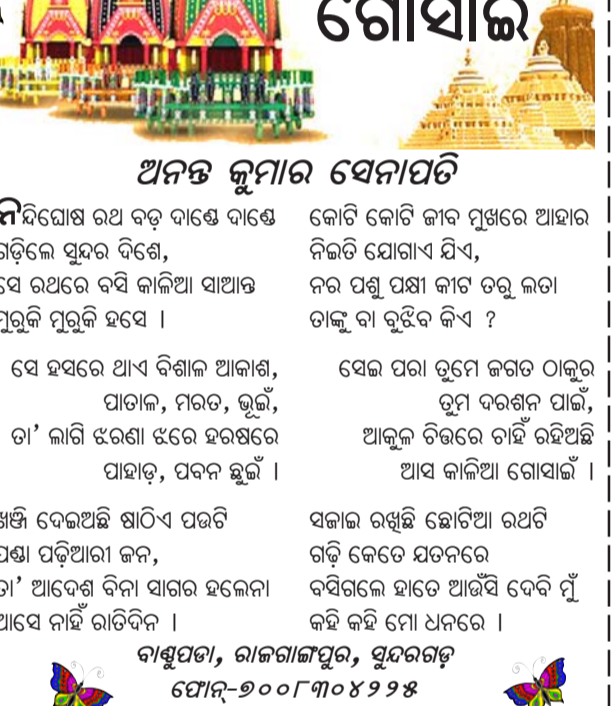 ଗୋସାଇଁ
ଅନନ୍ତ କୁମାର ସେନାପତି
ନନ୍ଦିଘୋଷ ରଥ ବଡ଼ ଦାଣ୍ଡେ ଦାଣ୍ଡେ
ଗଡ଼ିଲେ ସୁନ୍ଦର ଦିଶେ,
ସେ ରଥରେ ବସି କାଳିଆ ସାଆନ୍ତ
ମୁରୁକି ମୁରୁକି ହସେ ।
ସେ ହସରେ ଥାଏ ବିଶାଳ ଆକାଶ,
ପାତାଳ, ମରତ, ଭୂଇଁ,
ତା’ ଲାଗି ଝରଣା ଝରେ ହରଷରେ
ପାହାଡ଼, ପବନ ଛୁଇଁ ।
ଖଞ୍ଜି ଦେଇଅଛି ଷାଠିଏ ପଉଟି
ପଣ୍ଡା ପଢ଼ିଆରୀ ଜନ,
ତା’ ଆଦେଶ ବିନା ସାଗର ହଲେନା
ଆସେ ନାହିଁ ରାତିଦିନ ।
କୋଟି କୋଟି ଜୀବ ମୁଖରେ ଆହାର
ନିଇତି ଯୋଗାଏ ଯିଏ,
ନର ପଶୁ ପକ୍ଷୀ କୀଟ ତରୁ ଲତା
ତାଙ୍କୁ ବା ବୁଝିବ କିଏ ?
ସେଇ ପରା ତୁମେ ଜଗତ ଠାକୁର
ତୁମ ଦରଶନ ପାଇଁ,
ଆକୁଳ ଚିତ୍ତରେ ଚାହିଁ ରହିଅଛି
ଆସ କାଳିଆ ଗୋସାଇଁ ।
ସଜାଇ ରଖିଛି ଛୋଟିଆ ରଥଟି
ଗଢ଼ି କେତେ ଯତନରେ
ବସିଗଲେ ହାତେ ଆଉଁସି ଦେବି ମୁଁ
କହି କହି ମୋ ଧନରେ ।
ବାଣ୍ଟୁପଡା, ରାଜଗାଙ୍ଗପୁର, ସୁନ୍ଦରଗଡ଼
ଫୋନ୍-୭୦୦୮୩୦୪୨୨୫